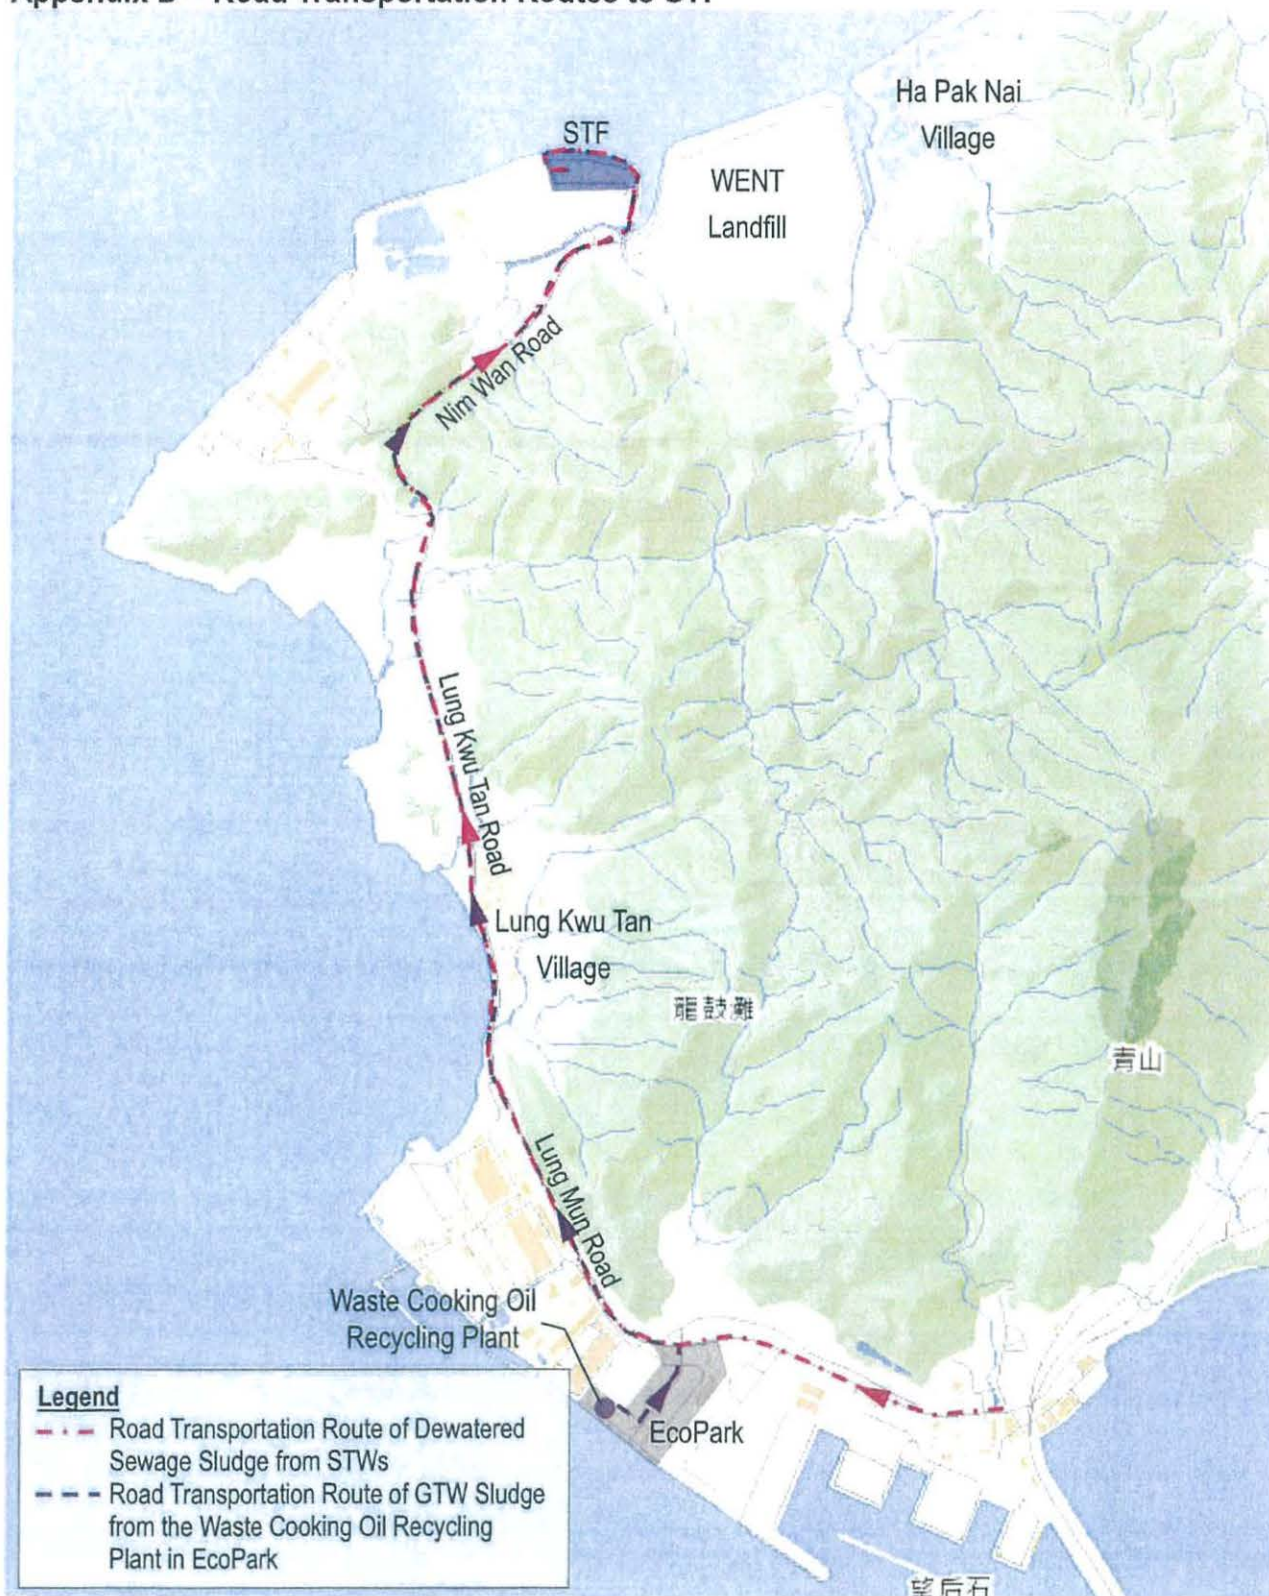 Ha Pak Nai
Village
STF
WENT
Landfill
Nim Wan Road
Lung Kwu Tan Road
Lung Kwu Tan
Village
龍鼓灘
青山
Lung Mun Road
Waste Cooking Oil
Recycling Plant
EcoPark
Legend
Road Transportation Route of Dewatered
Sewage Sludge from STWs
Road Transportation Route of GTW Sludge
from the Waste Cooking Oil Recycling
Plant in EcoPark
望后石